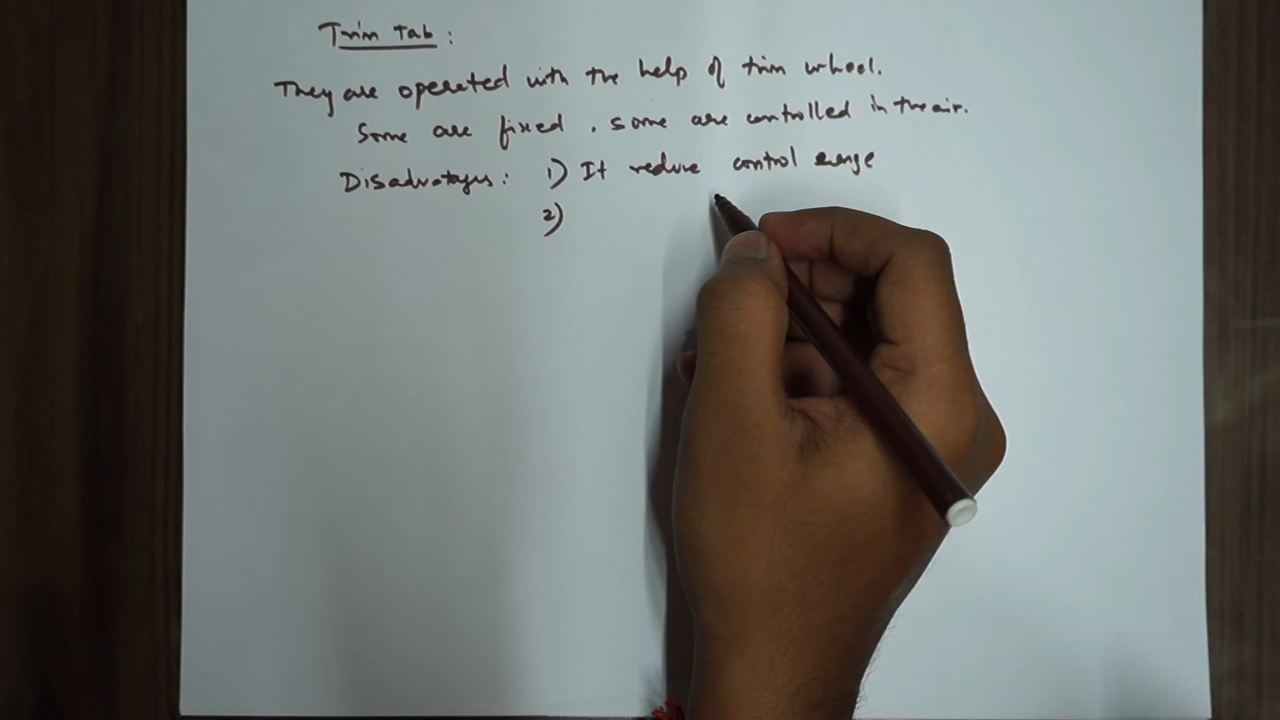 Trim tab :
They are operated with the help of trim wheel.
Some are fixed, some are controlled in the air.
Disadvatages : 1) It reduce control range
2)